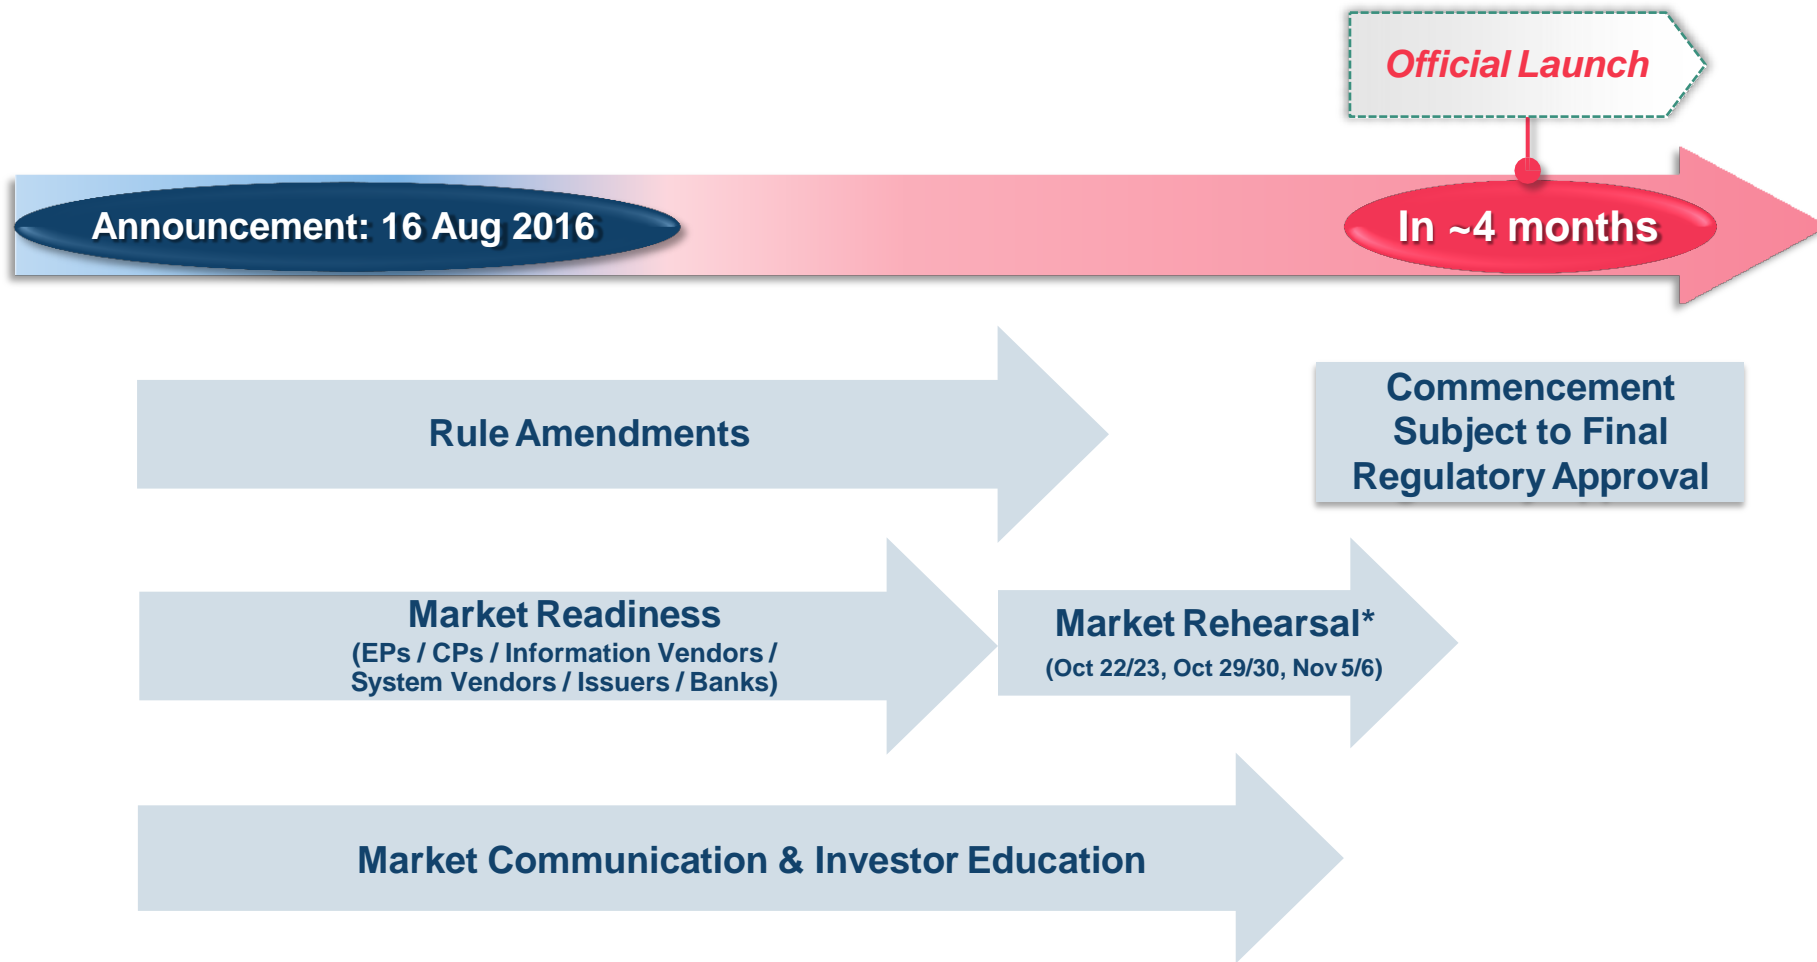 Official Launch
Announcement: 16 Aug 2016
In ~4 months
Rule Amendments
Commencement
Subject to Final
Regulatory Approval
Market Readiness
(EPs / CPs / Information Vendors /
System Vendors / Issuers / Banks)
Market Rehearsal*
(Oct 22/23, Oct 29/30, Nov 5/6)
Market Communication & Investor Education